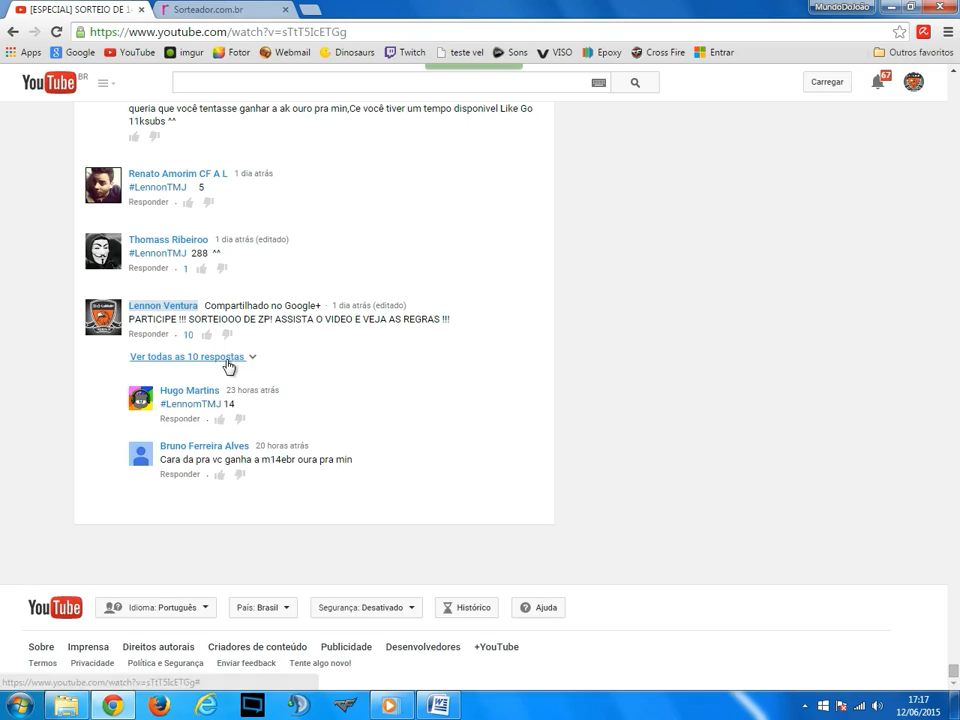 [ESPECIAL] SORTEIO DE 1
Sorteador.com.br
MundoDoJoão
https://www.youtube.com/watch?v=sTtT5IcETGg
Apps
Google
YouTube
imgur
Fotor
Webmail
Dinosaurs
Twitch
teste vel
Sons
VISO
Epoxy
Cross Fire
Entrar
Outros favoritos
YouTube BR
Carregar
67
queria que você tentasse ganhar a ak ouro pra min,Ce você tiver um tempo disponivel Like Go
11ksubs ^^
Renato Amorim CF A L 1 dia atrás
#LennonTMJ 5
Responder
Thomass Ribeiroo 1 dia atrás (editado)
#LennonTMJ 288 ^^
Responder · 1
Lennon Ventura Compartilhado no Google+ · 1 dia atrás (editado)
PARTICIPE !!! SORTEIOOO DE ZP! ASSISTA O VIDEO E VEJA AS REGRAS !!!
Responder · 10
Ver todas as 10 respostas
Hugo Martins 23 horas atrás
#LennomTMJ 14
Responder
Bruno Ferreira Alves 20 horas atrás
Cara da pra vc ganha a m14ebr oura pra min
Responder
YouTube
Idioma: Português
País: Brasil
Segurança: Desativado
Histórico
Ajuda
Sobre Imprensa Direitos autorais Criadores de conteúdo Publicidade Desenvolvedores +YouTube
Termos Privacidade Política e Segurança Enviar feedback Tente algo novo!
https://www.youtube.com/watch?v=sTtT5IcETGg#
17:17
12/06/2015